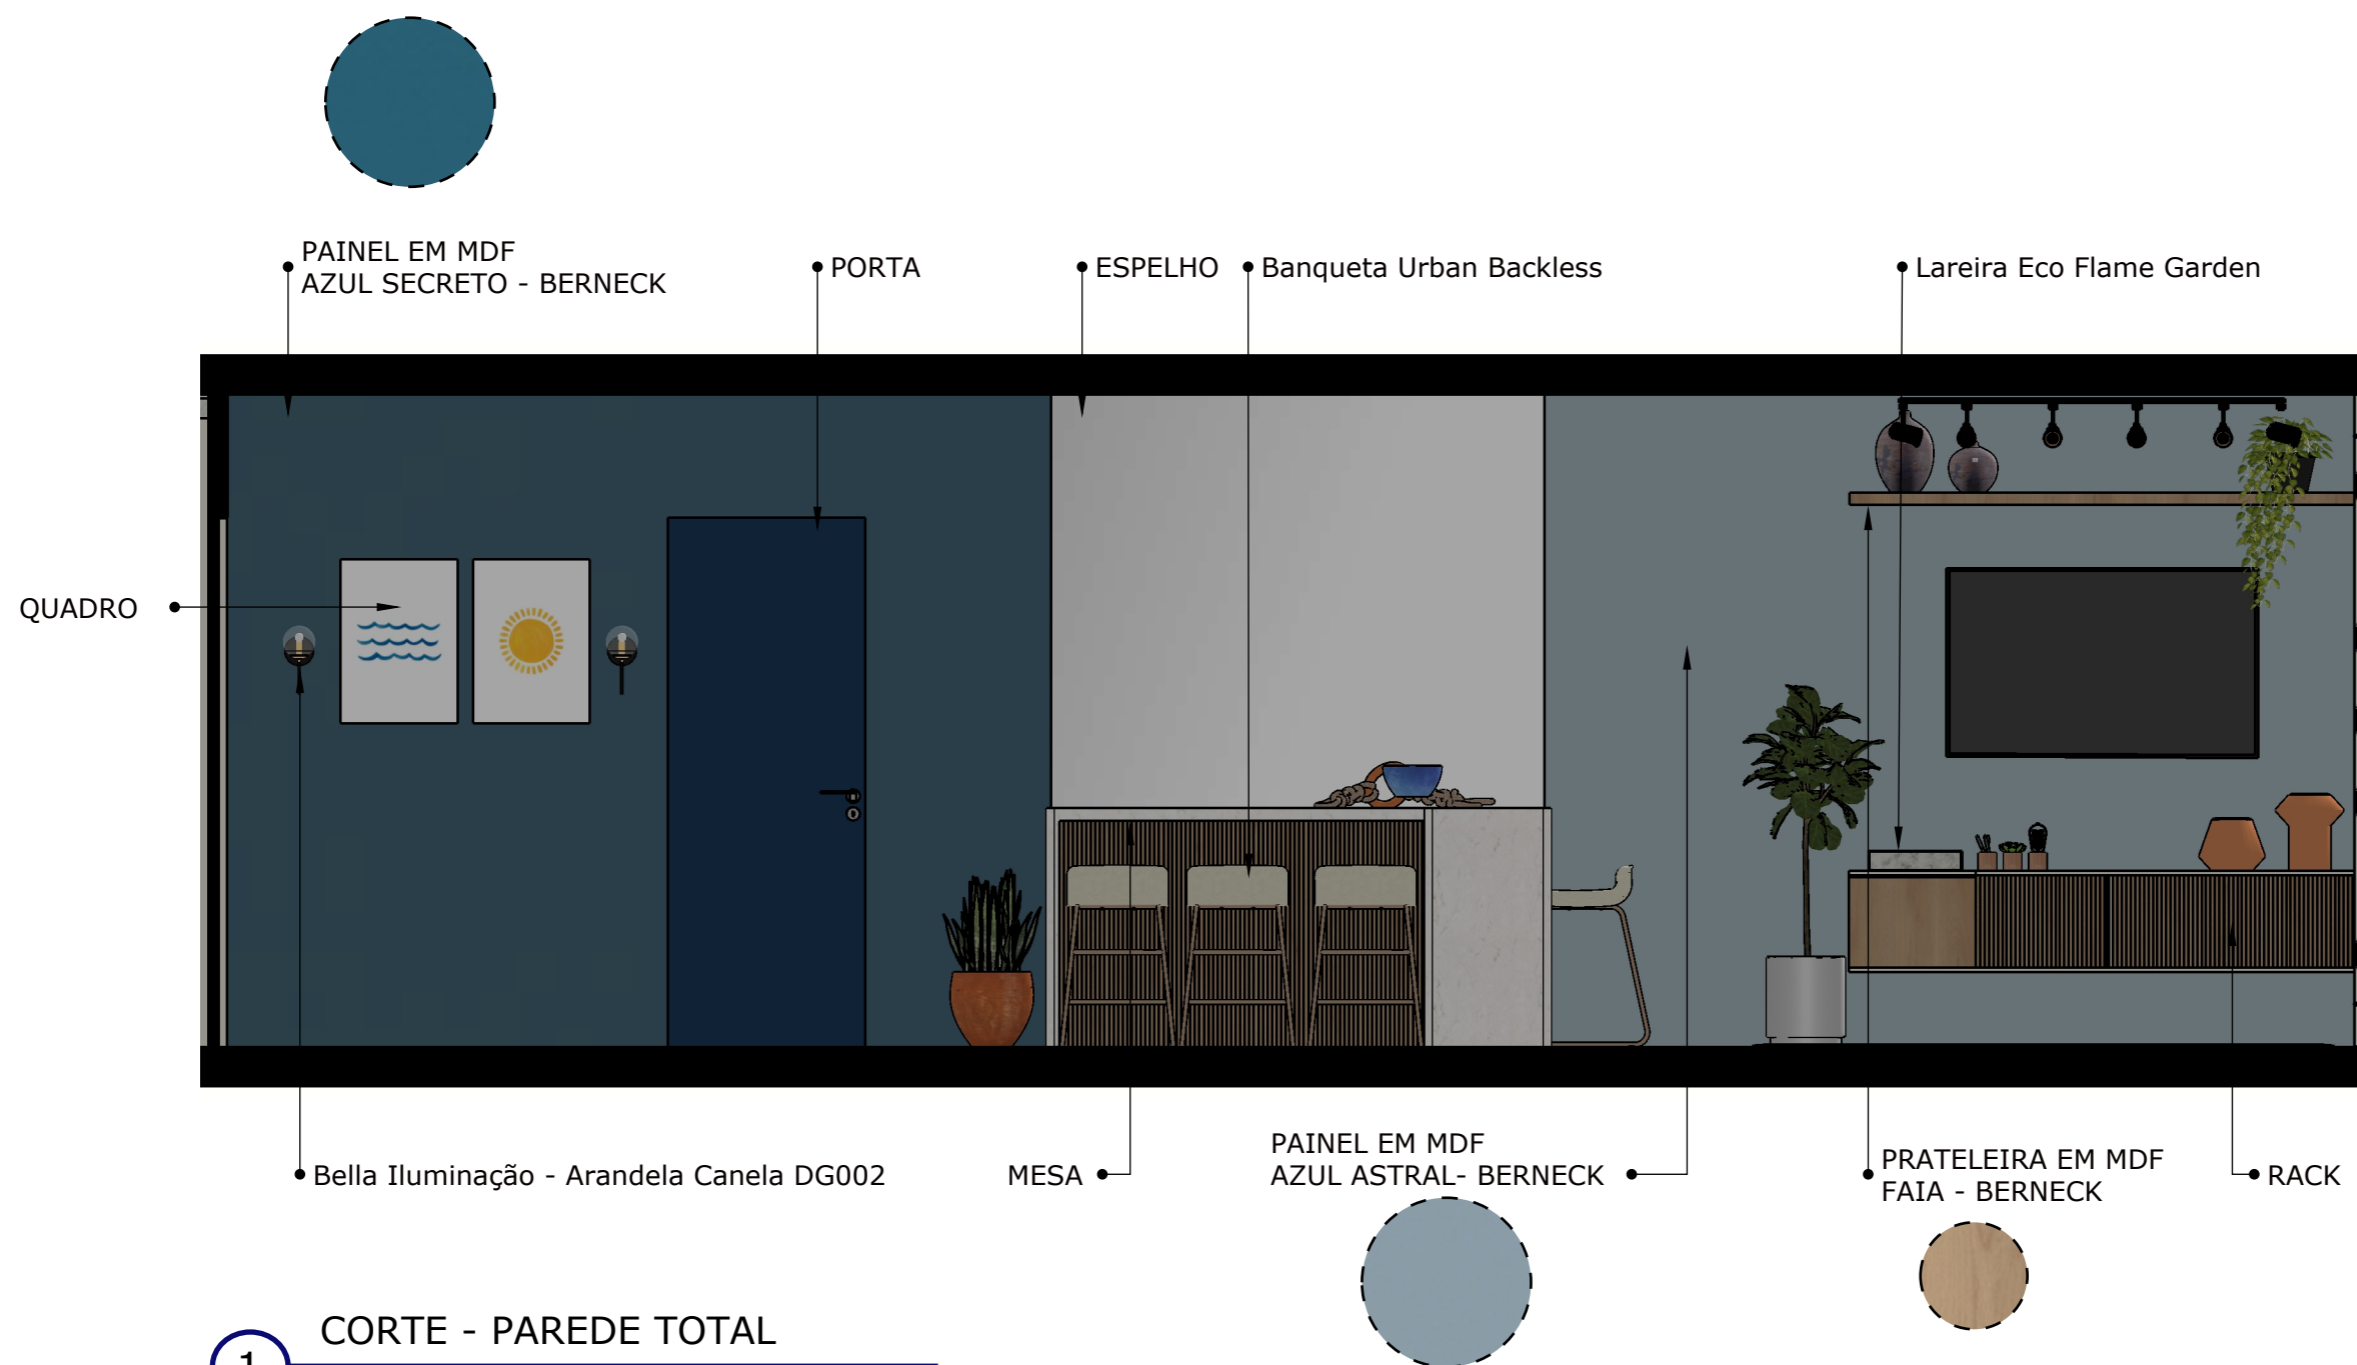 PAINEL EM MDF
AZUL SECRETO - BERNECK
PORTA
ESPELHO
Banqueta Urban Backless
Lareira Eco Flame Garden
QUADRO
Bella Iluminação - Arandela Canela DG002
MESA
PAINEL EM MDF
AZUL ASTRAL- BERNECK
PRATELEIRA EM MDF
FAIA - BERNECK
RACK
CORTE - PAREDE TOTAL
1